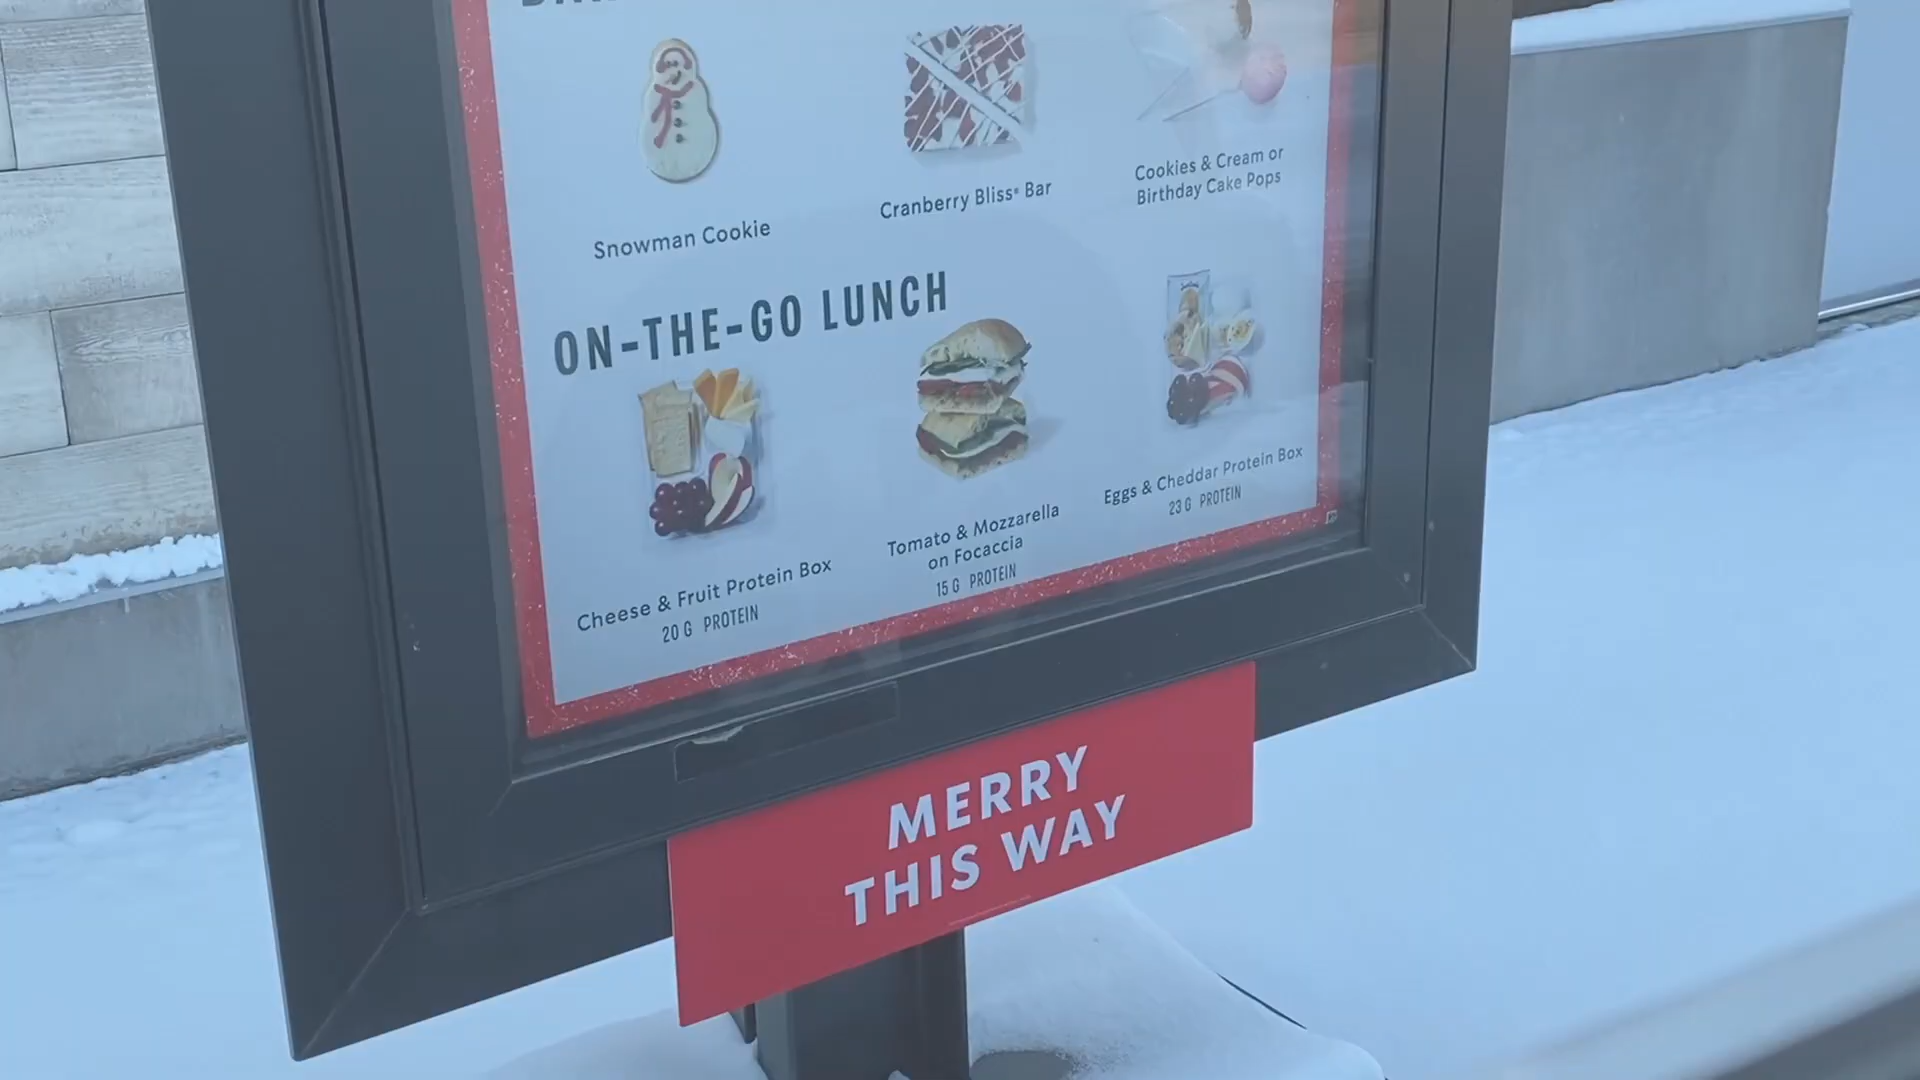 Snowman Cookie
Cranberry Bliss® Bar
Cookies & Cream or
Birthday Cake Pops
ON-THE-GO LUNCH
Cheese & Fruit Protein Box
20 G PROTEIN
Tomato & Mozzarella
on Focaccia
15 G PROTEIN
Eggs & Cheddar Protein Box
23 G PROTEIN
MERRY
THIS WAY